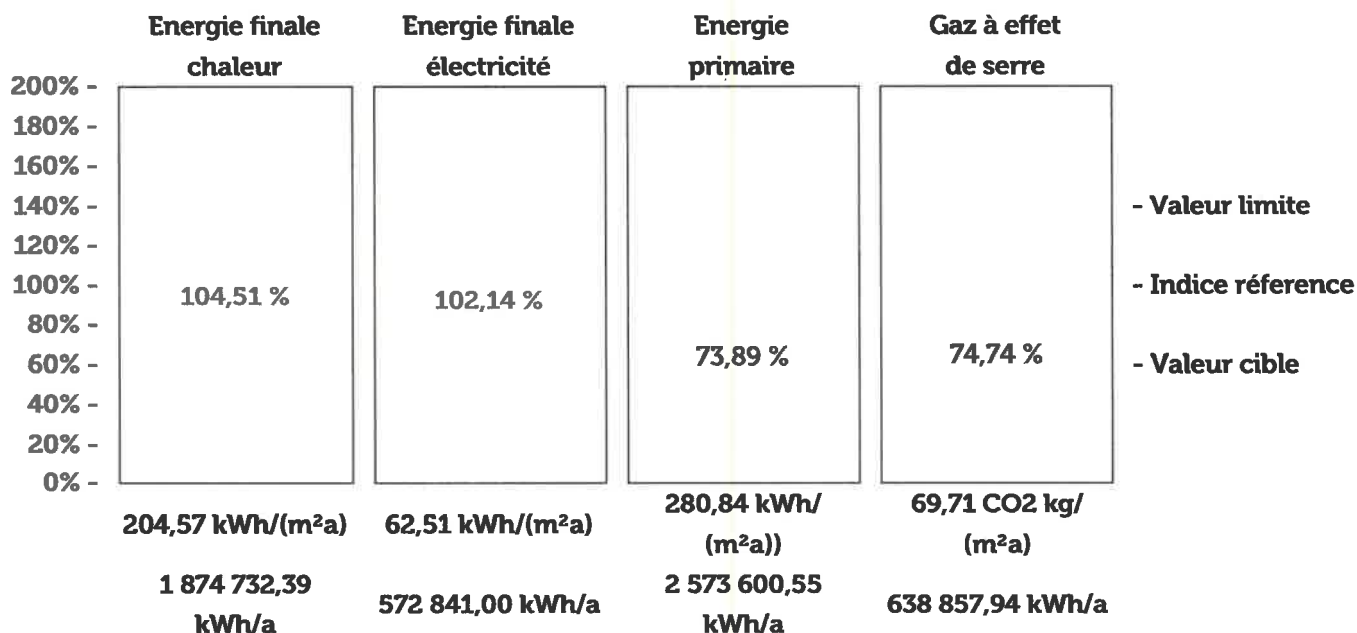 Energie finale
chaleur
Energie finale
électricité
Energie
primaire
Gaz à effet
de serre
200% -
180% -
160% -
140% -
120% -
100% -
80% -
60% -
40% -
20% -
0% -
104,51 %
102,14 %
73,89 %
74,74 %
- Valeur limite
- Indice réference
- Valeur cible
204,57 kWh/(m²a)
62,51 kWh/(m²a)
280,84 kWh/
(m²a))
69,71 CO2 kg/
(m²a)
1 874 732,39
kWh/a
572 841,00 kWh/a
2 573 600,55
kWh/a
638 857,94 kWh/a